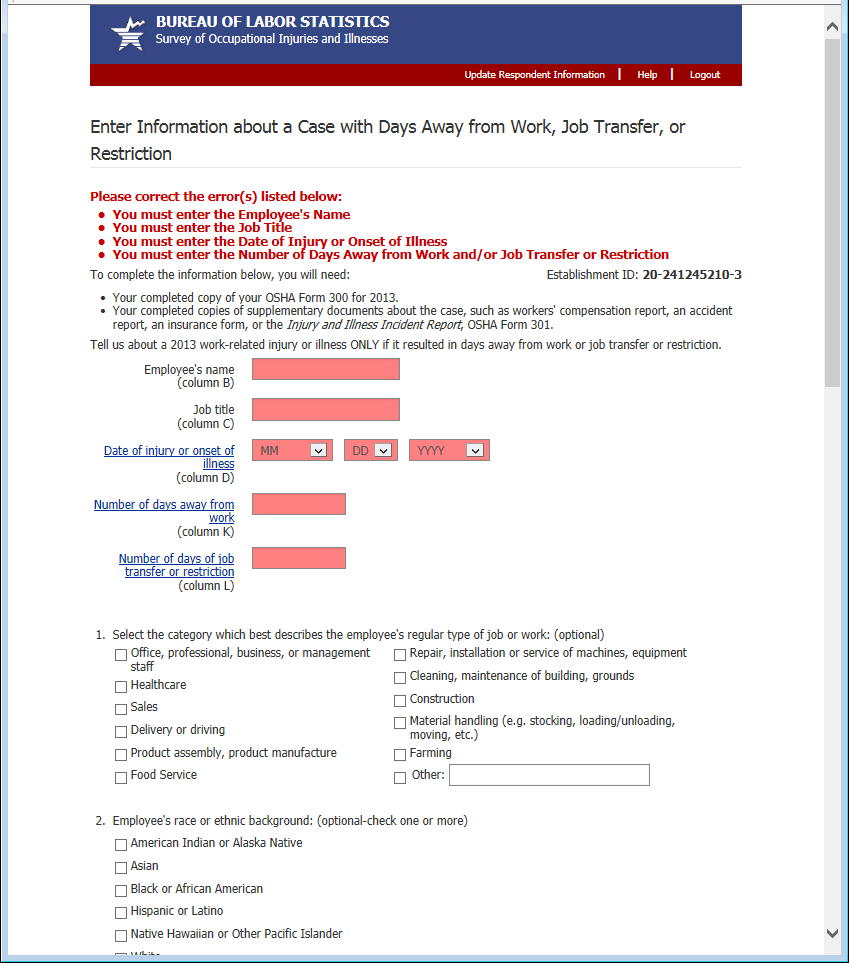 BUREAU OF LABOR STATISTICS
Survey of Occupational Injuries and Illnesses
Update Respondent Information | Help | Logout
Enter Information about a Case with Days Away from Work, Job Transfer, or
Restriction
Please correct the error(s) listed below:
• You must enter the Employee's Name
• You must enter the Job Title
• You must enter the Date of Injury or Onset of Illness
• You must enter the Number of Days Away from Work and/or Job Transfer or Restriction
To complete the information below, you will need: Establishment ID: 20-241245210-3
• Your completed copy of your OSHA Form 300 for 2013.
• Your completed copies of supplementary documents about the case, such as workers' compensation report, an accident
report, an insurance form, or the Injury and Illness Incident Report, OSHA Form 301.
Tell us about a 2013 work-related injury or illness ONLY if it resulted in days away from work or job transfer or restriction.
Employee's name
(column B)
Job title
(column C)
Date of injury or onset of MM DD YYYY
illness
(column D)
Number of days away from
work
(column K)
Number of days of job
transfer or restriction
(column L)
1. Select the category which best describes the employee's regular type of job or work: (optional)
Office, professional, business, or management
staff
Healthcare
Sales
Delivery or driving
Product assembly, product manufacture
Food Service
Repair, installation or service of machines, equipment
Cleaning, maintenance of building, grounds
Construction
Material handling (e.g. stocking, loading/unloading,
moving, etc.)
Farming
Other:
2. Employee's race or ethnic background: (optional-check one or more)
American Indian or Alaska Native
Asian
Black or African American
Hispanic or Latino
Native Hawaiian or Other Pacific Islander
White